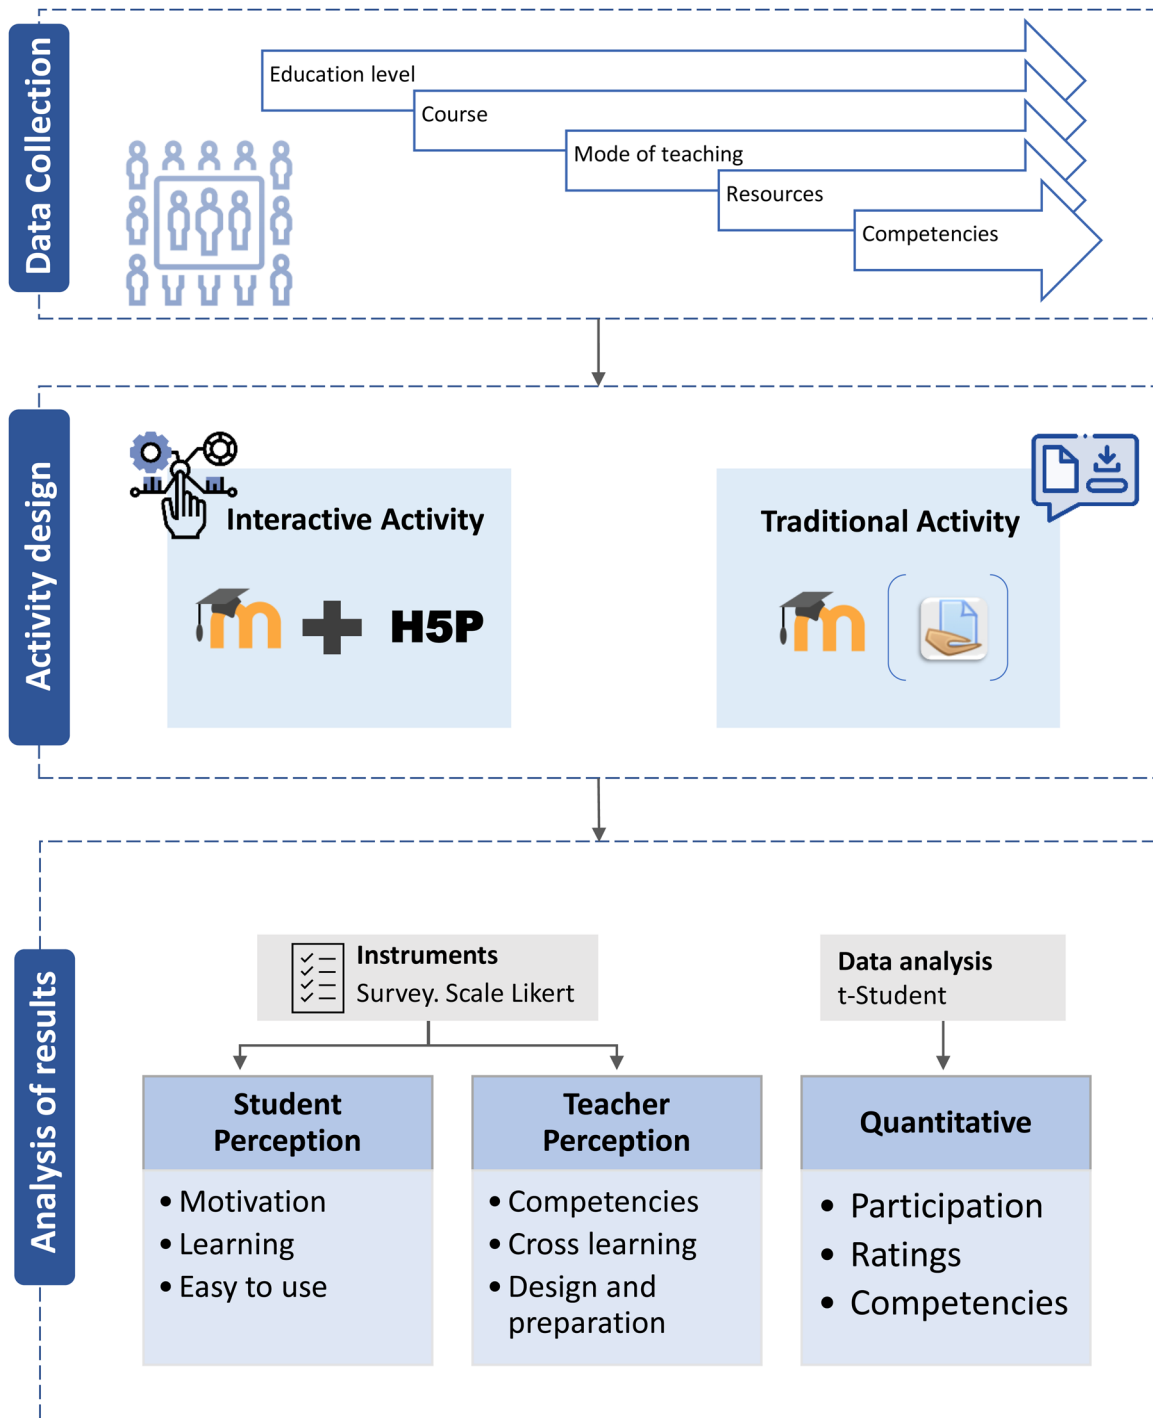 Data Collection
Education level
Course
Mode of teaching
Resources
Competencies
Activity design
Interactive Activity
m
H5P
Traditional Activity
m
Analysis of results
Instruments
Survey. Scale Likert
Data analysis
t-Student
Student
Perception
• Motivation
• Learning
• Easy to use
Teacher
Perception
• Competencies
• Cross learning
• Design and
preparation
Quantitative
• Participation
• Ratings
• Competencies